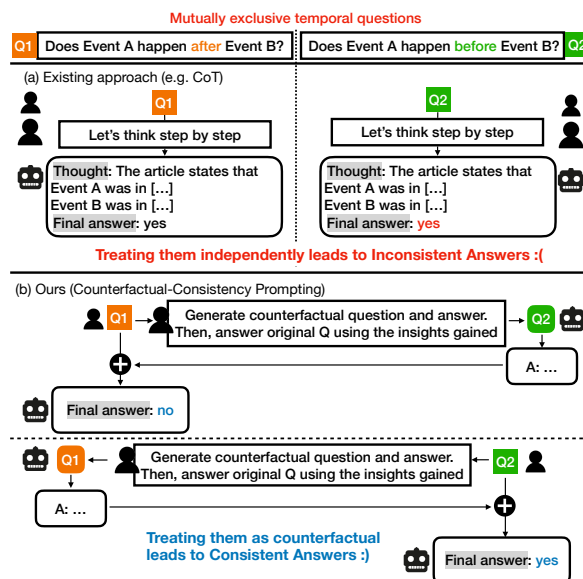 Mutually exclusive temporal questions
Q1 Does Event A happen after Event B?
Does Event A happen before Event B? Q2
(a) Existing approach (e.g. CoT)
Q1
Let's think step by step
Thought: The article states that
Event A was in [...]
Event B was in [...]
Final answer: yes
Q2
Let's think step by step
Thought: The article states that
Event A was in [...]
Event B was in [...]
Final answer: yes
Treating them independently leads to Inconsistent Answers :(
(b) Ours (Counterfactual-Consistency Prompting)
Q1
Generate counterfactual question and answer.
Then, answer original Q using the insights gained
Q2
A: ...
Final answer: no
Q1
Generate counterfactual question and answer.
Then, answer original Q using the insights gained
Q2
A: ...
Treating them as counterfactual
leads to Consistent Answers :)
Final answer: yes